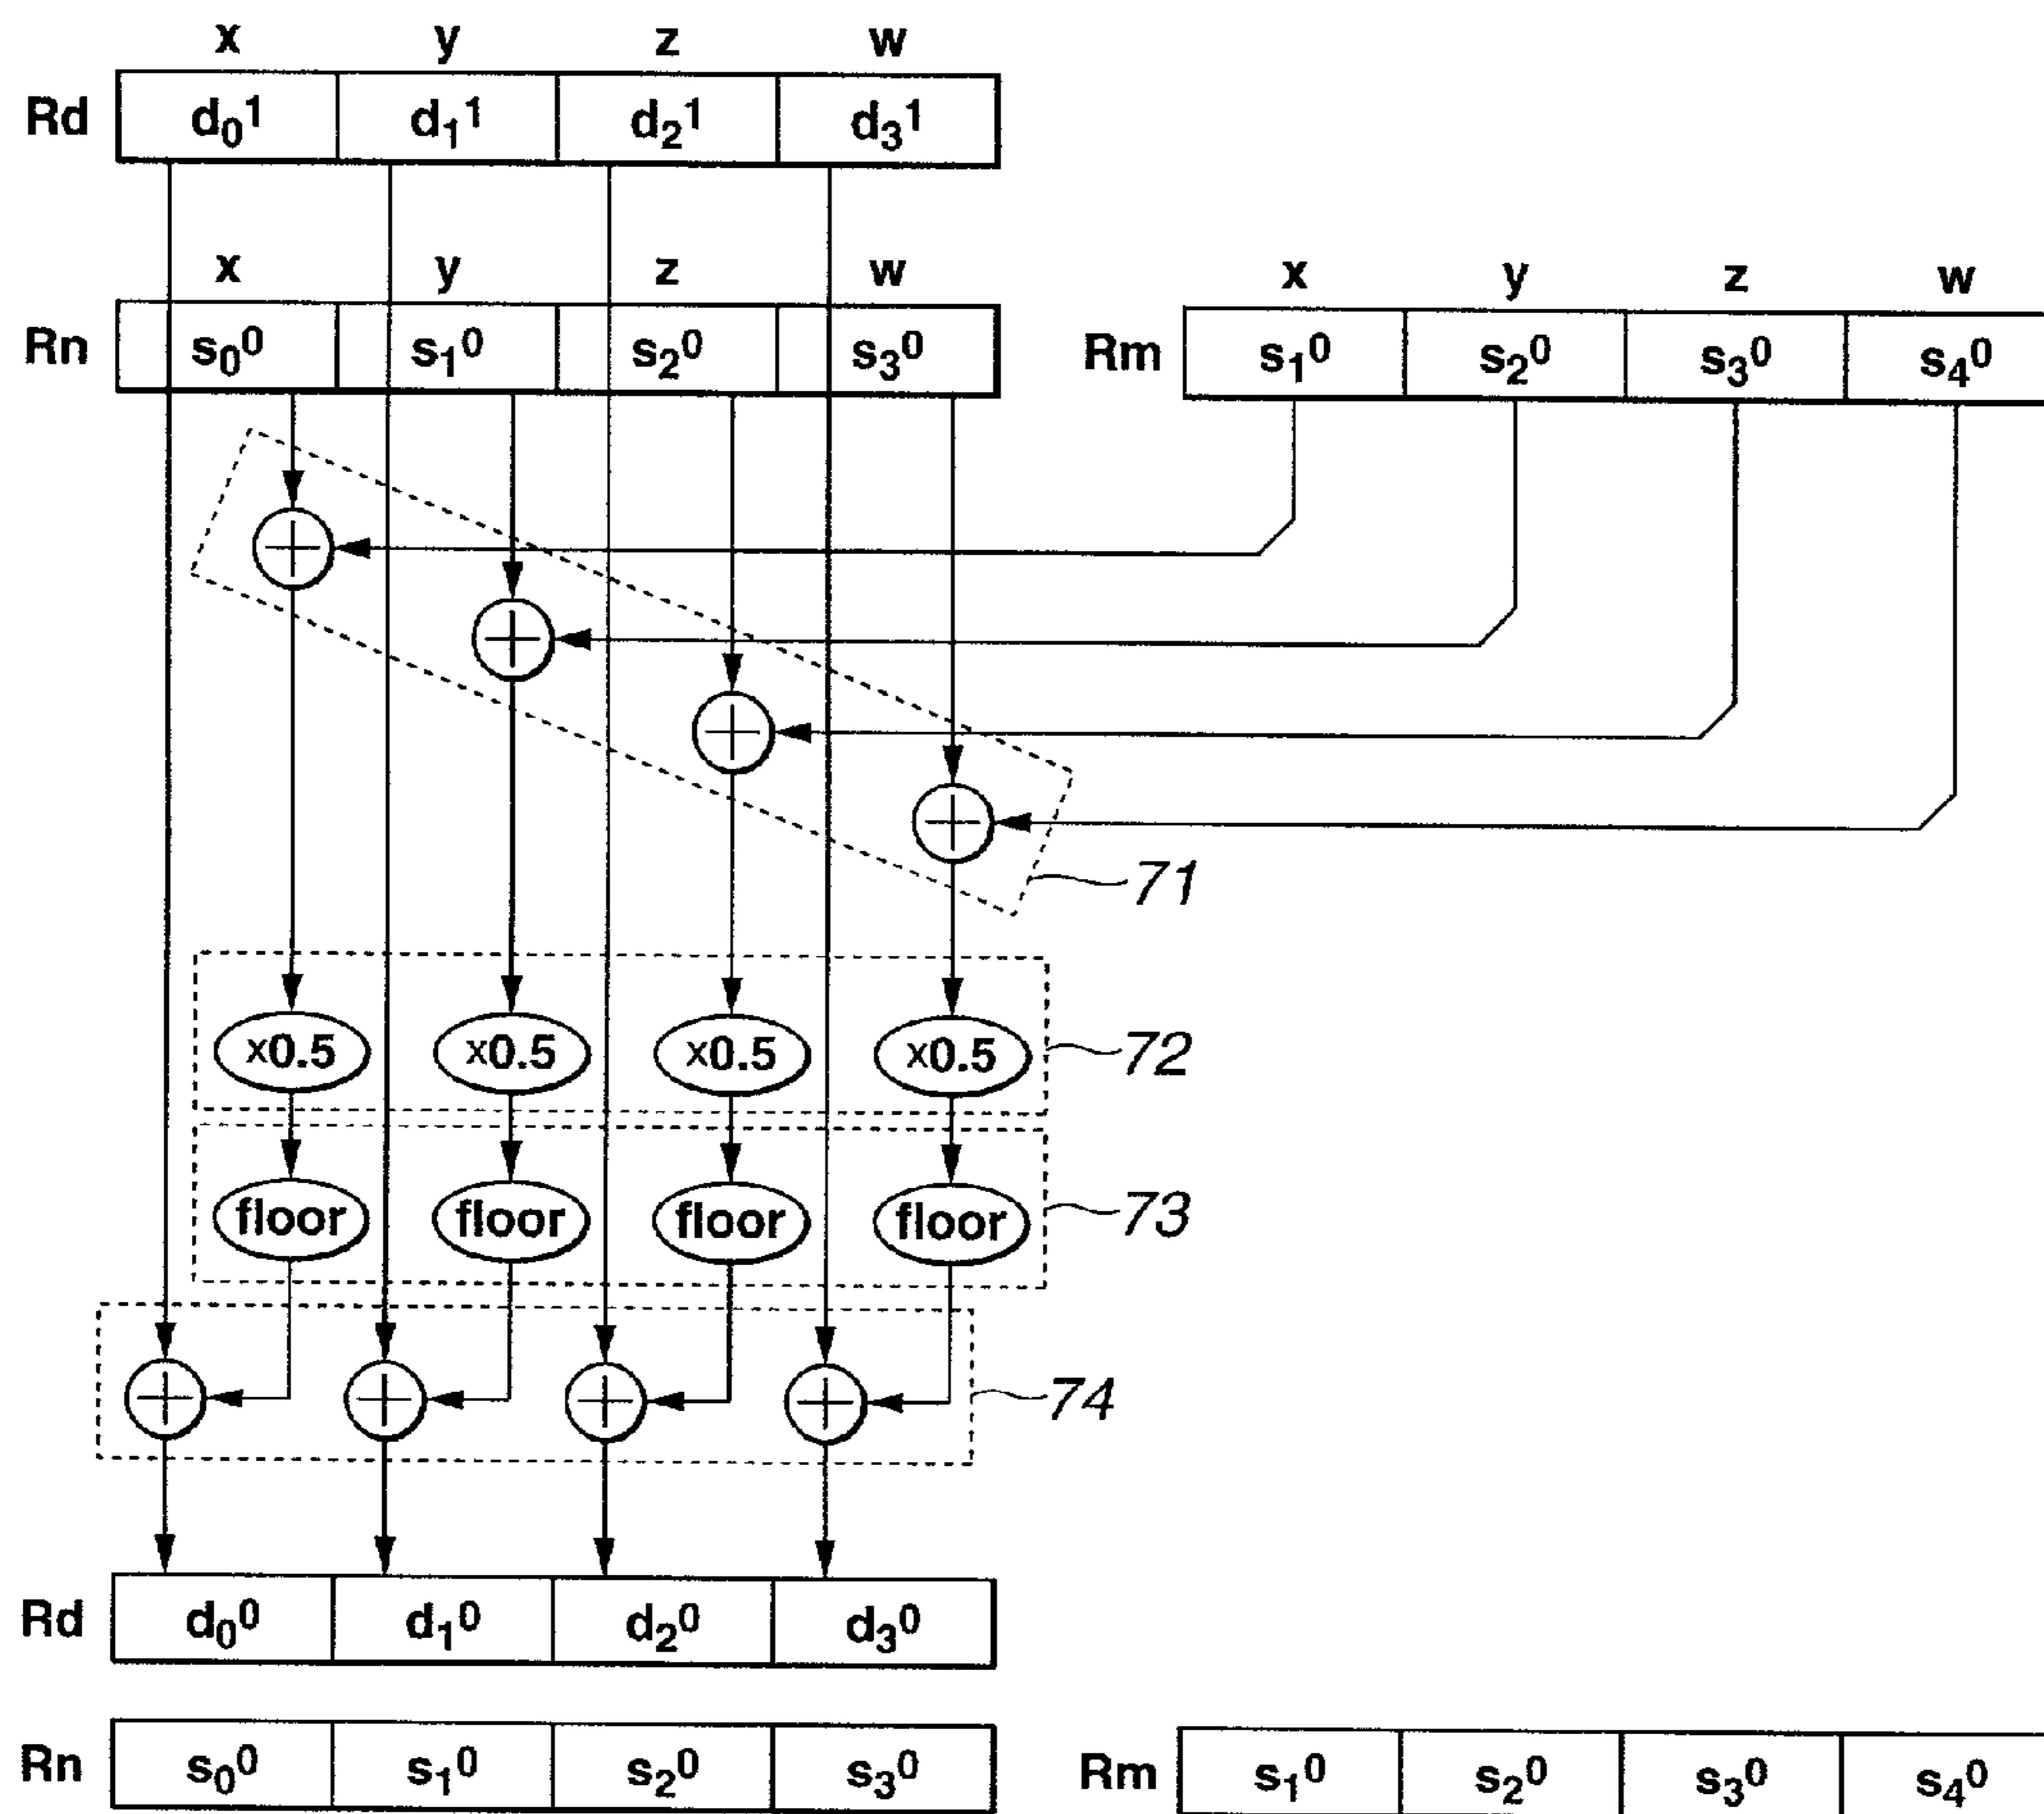 x y z w
Rd d₀¹ d₁¹ d₂¹ d₃¹
x y z w x y z w
Rn s₀⁰ s₁⁰ s₂⁰ s₃⁰ Rm s₁⁰ s₂⁰ s₃⁰ s₄⁰
71
x0.5 x0.5 x0.5 x0.5 72
floor floor floor floor 73
74
Rd d₀⁰ d₁⁰ d₂⁰ d₃⁰
Rn s₀⁰ s₁⁰ s₂⁰ s₃⁰ Rm s₁⁰ s₂⁰ s₃⁰ s₄⁰